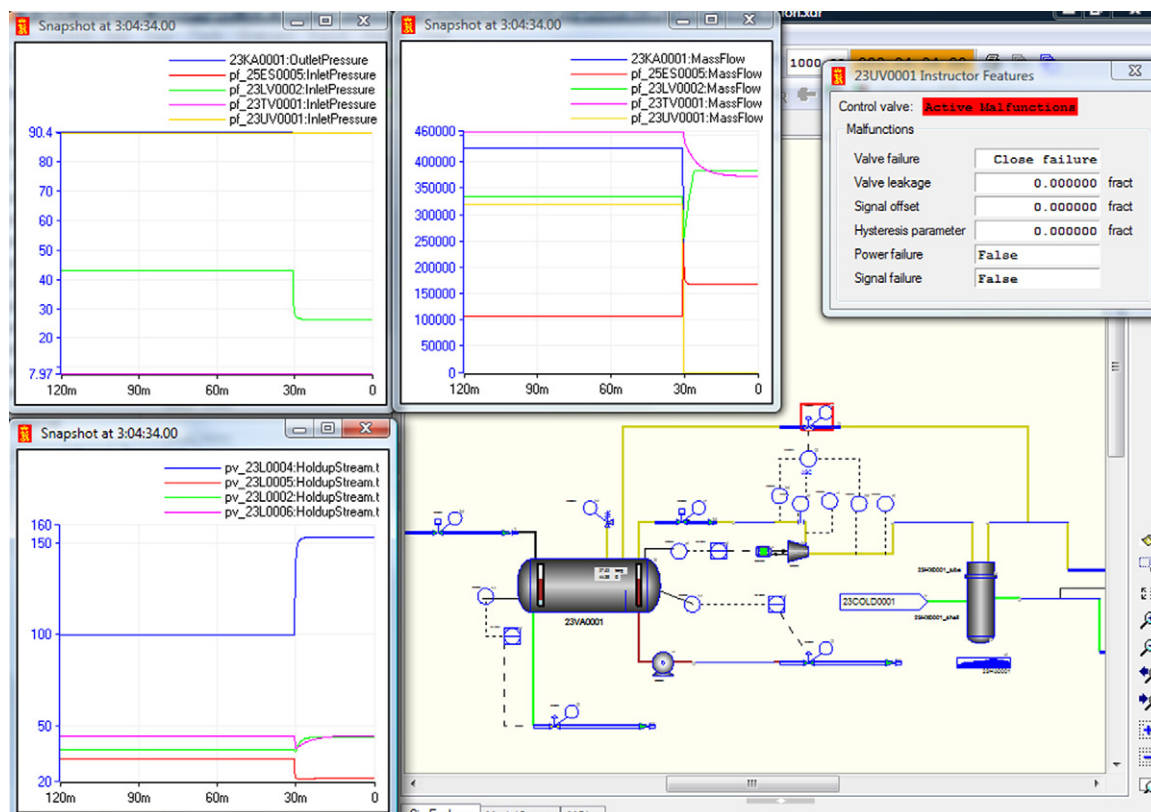 Snapshot at 3:04:34.00
23KA0001:OutletPressure
pf_25ES0005:InletPressure
pf_23LV0002:InletPressure
pf_23TV0001:InletPressure
pf_23UV0001:InletPressure
90.4
80
70
60
50
40
30
20
7.97
120m 90m 60m 30m 0
Snapshot at 3:04:34.00
23KA0001:MassFlow
pf_25ES0005:MassFlow
pf_23LV0002:MassFlow
pf_23TV0001:MassFlow
pf_23UV0001:MassFlow
460000
400000
350000
300000
250000
200000
150000
100000
50000
0
120m 90m 60m 30m 0
1000
23UV0001 Instructor Features
Control valve: Active Malfunctions
Malfunctions
Valve failure Close failure
Valve leakage 0.000000 fract
Signal offset 0.000000 fract
Hysteresis parameter 0.000000 fract
Power failure False
Signal failure False
Snapshot at 3:04:34.00
pv_23L0004:HoldupStream.t
pv_23L0005:HoldupStream.t
pv_23L0002:HoldupStream.t
pv_23L0006:HoldupStream.t
160
150
100
50
20
120m 90m 60m 30m 0
23VA0001
23COLD0001
23HX0001_tube
23HX0001_shell